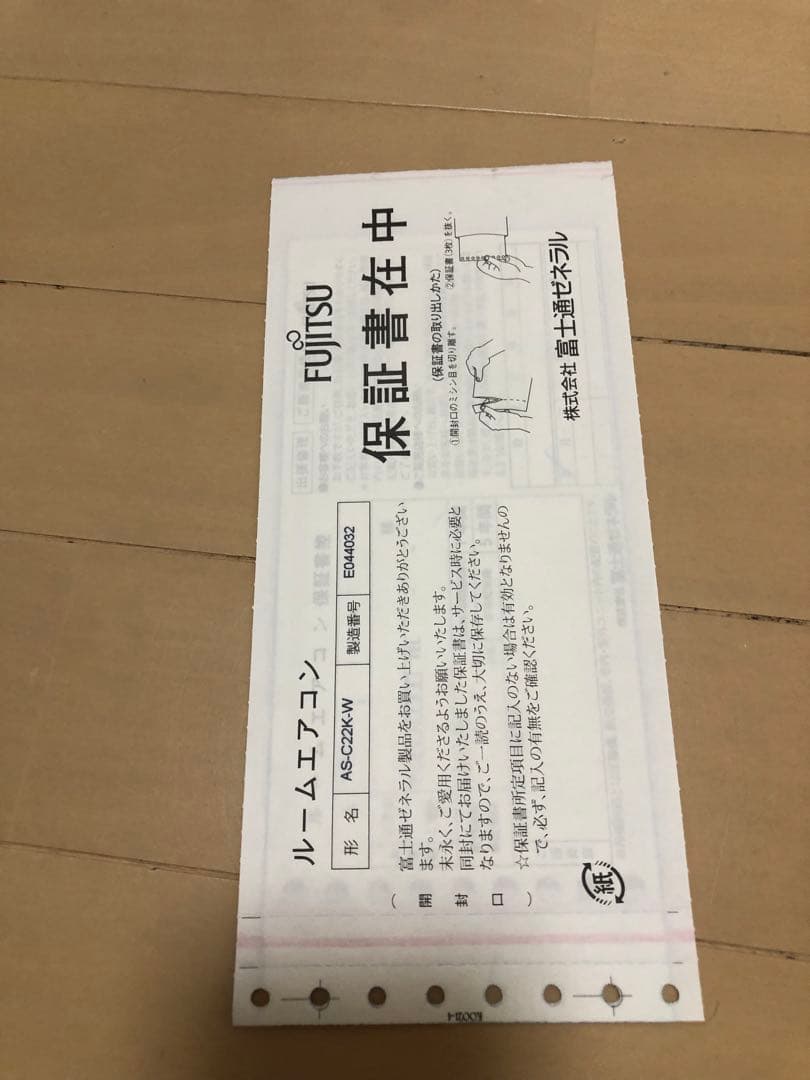 ルームエアコン
形 名 AS-C22K-W 製造番号 E044032
富士通ゼネラル製品をお買い上げいただきありがとうござい
ます。
末永く、ご愛用くださるようお願いいたします。
同封にてお届けいたしました保証書は、サービス時に必要と
なりますので、ご一読のうえ、大切に保存してください。
☆保証書所定項目に記入のない場合は有効となりませんの
で、必ず、記入の有無をご確認ください。
(開封口)
紙
FUJITSU
保証書在中
(保証書の取り出しかた)
①開封口のミシン目を切り離す。
②保証書(3枚)を抜く。
株式会社 富士通ゼネラル